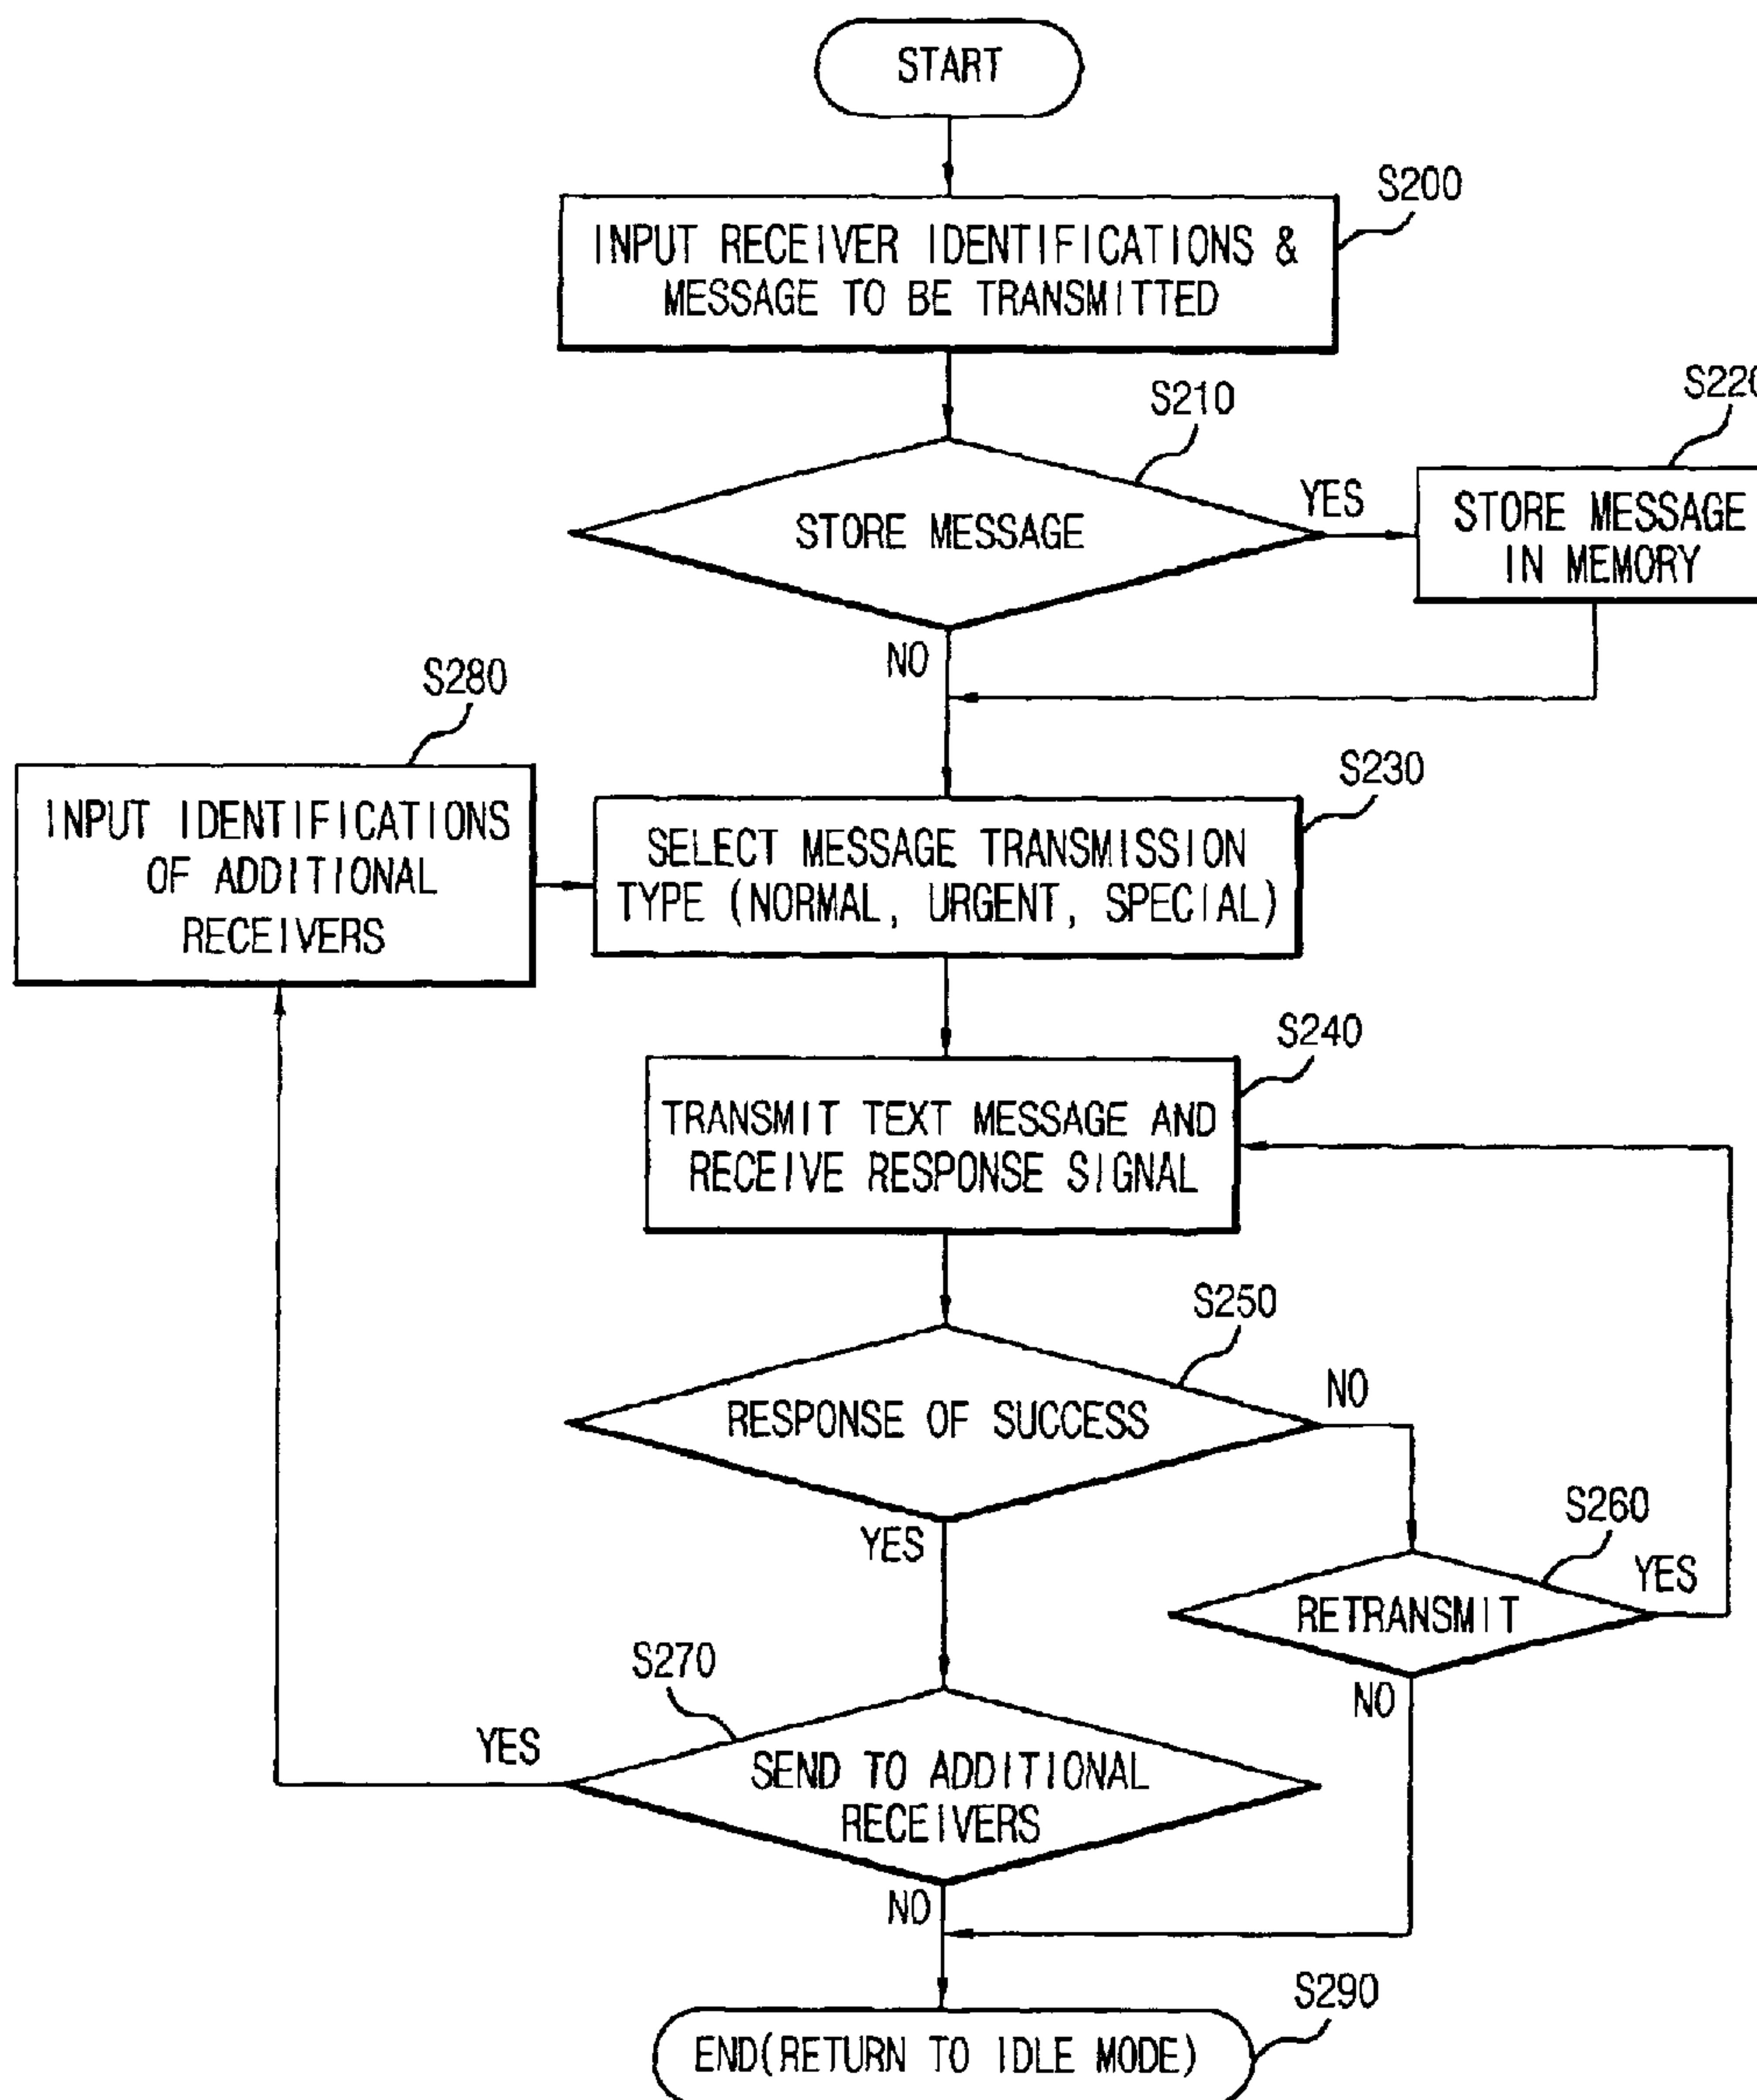 START
S200
INPUT RECEIVER IDENTIFICATIONS &
MESSAGE TO BE TRANSMITTED
S210
S220
STORE MESSAGE
YES
STORE MESSAGE
IN MEMORY
NO
S280
INPUT IDENTIFICATIONS
OF ADDITIONAL
RECEIVERS
S230
SELECT MESSAGE TRANSMISSION
TYPE (NORMAL, URGENT, SPECIAL)
S240
TRANSMIT TEXT MESSAGE AND
RECEIVE RESPONSE SIGNAL
S250
RESPONSE OF SUCCESS
NO
YES
S260
RETRANSMIT
YES
NO
S270
YES
SEND TO ADDITIONAL
RECEIVERS
NO
S290
END(RETURN TO IDLE MODE)